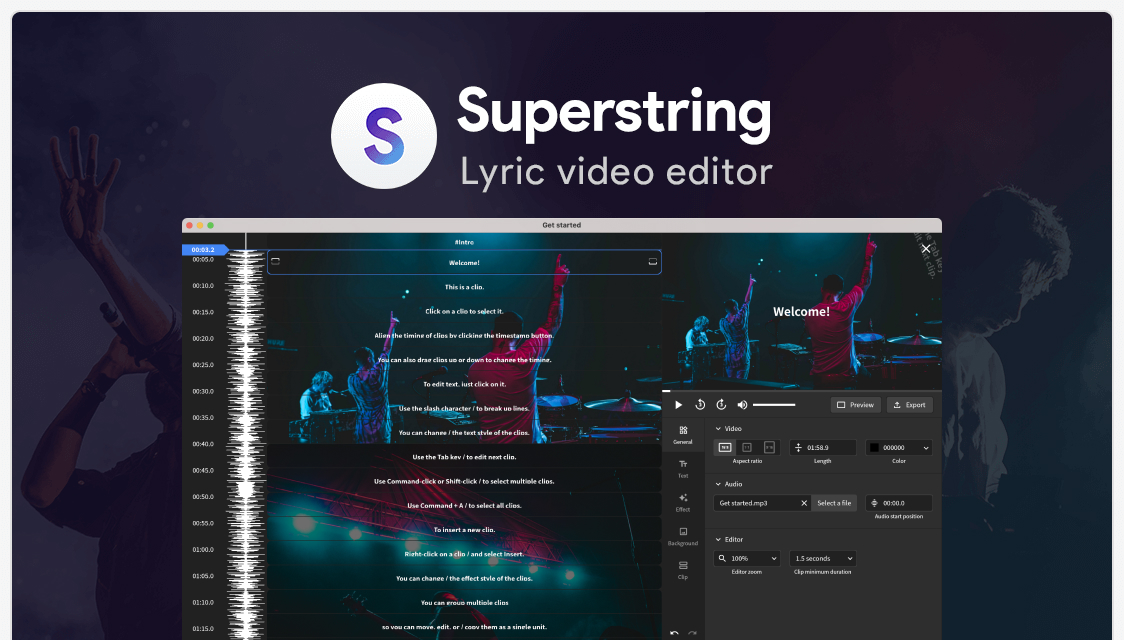 S
Superstring
Lyric video editor
Get started
#Intro
00:03.2
00:05.0
Welcome!
00:10.0
This is a clip.
00:15.0
Click on a clip to select it.
00:20.0
Align the timing of clips by clicking the timestamp button.
00:25.0
You can also drag clips up or down to change the timing.
00:30.0
To edit text, just click on it.
00:35.0
Use the slash character / to break up lines.
00:40.0
You can change / the text style of the clips.
00:45.0
Use the Tab key / to edit next clip.
00:50.0
Use Command-click or Shift-click / to select multiple clips.
Use Command + A / to select all clips.
00:55.0
To insert a new clip.
01:00.0
Right-click on a clip / and select Insert.
01:05.0
You can change / the effect style of the clips.
01:10.0
You can group multiple clips
01:15.0
so you can move, edit, or / copy them as a single unit.
Welcome!
Preview
Export
General
Text
Effect
Background
Clip
Video
16:9
1:1
9:16
Aspect ratio
01:58.9
Length
000000
Color
Audio
Get started.mp3
Select a file
00:00.0
Audio start position
Editor
100%
Editor zoom
1.5 seconds
Clip minimum duration